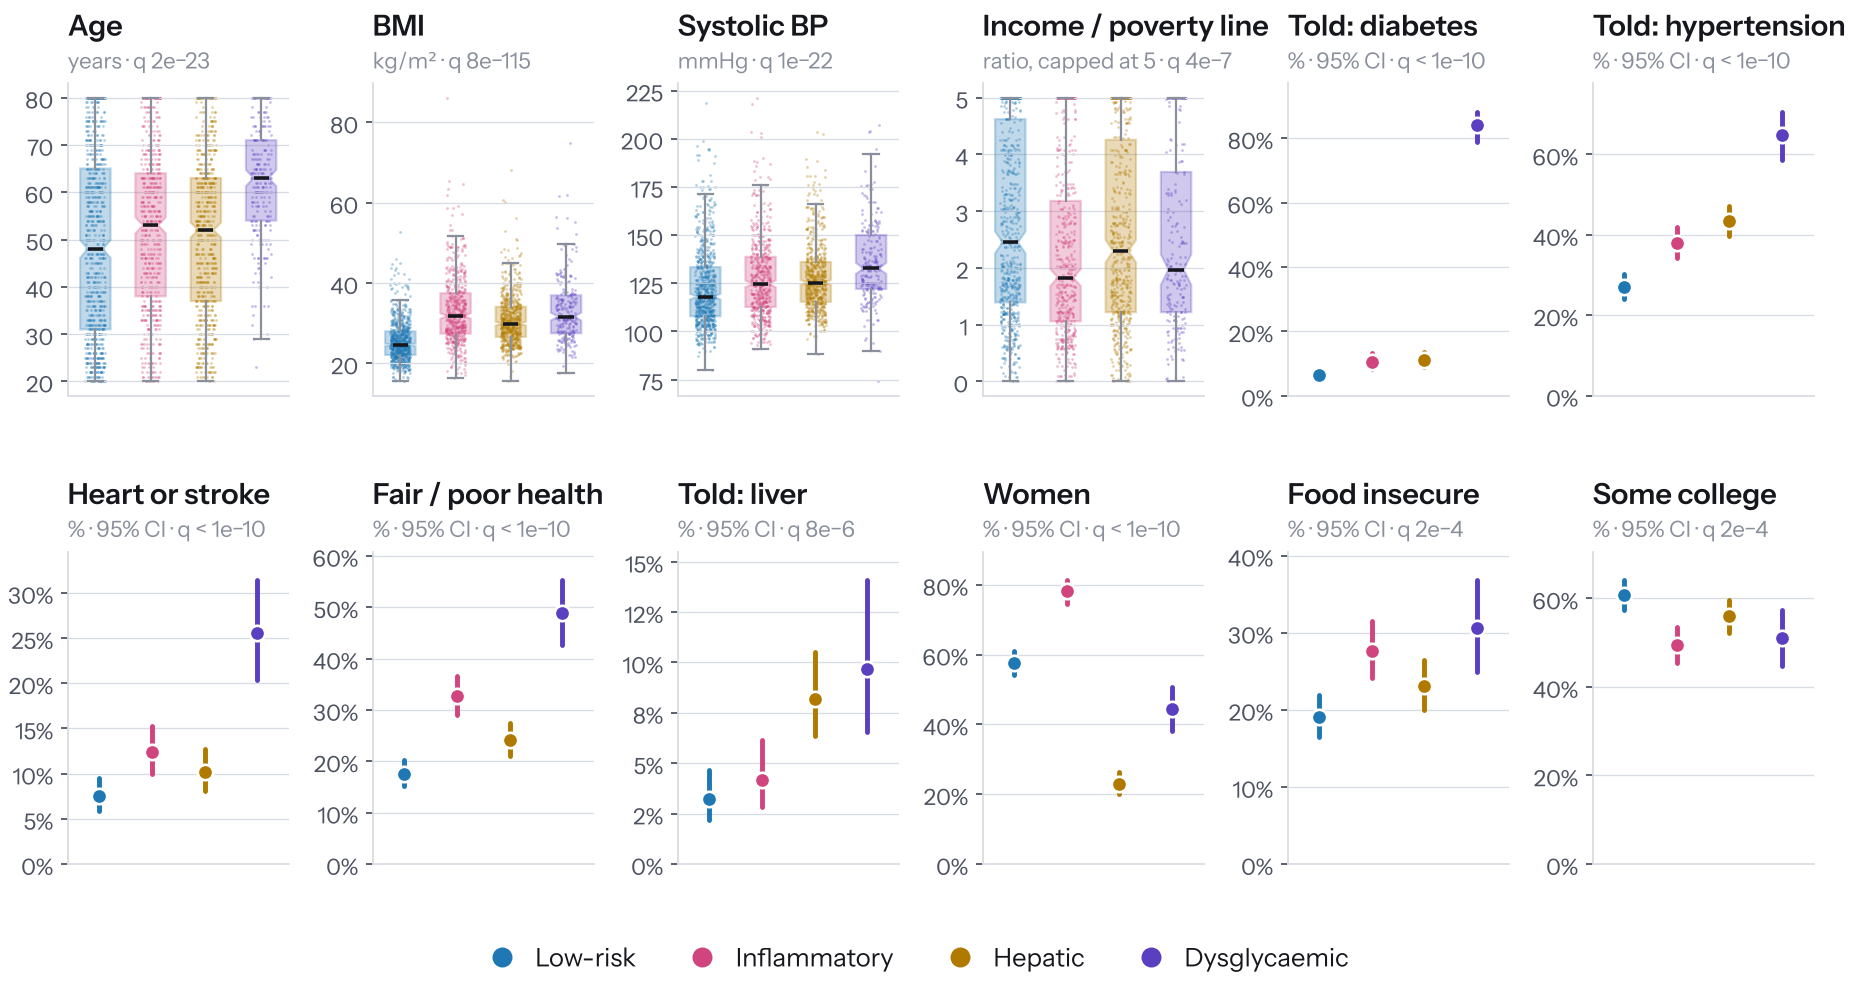 Age
years · q 2e−23
80
70
60
50
40
30
20
BMI
kg/m² · q 8e−115
80
60
40
20
Systolic BP
mmHg · q 1e−22
225
200
175
150
125
100
75
Income / poverty line
ratio, capped at 5 · q 4e−7
5
4
3
2
1
0
Told: diabetes
% · 95% CI · q < 1e−10
80%
60%
40%
20%
0%
Told: hypertension
% · 95% CI · q < 1e−10
60%
40%
20%
0%
Heart or stroke
% · 95% CI · q < 1e−10
30%
25%
20%
15%
10%
5%
0%
Fair / poor health
% · 95% CI · q < 1e−10
60%
50%
40%
30%
20%
10%
0%
Told: liver
% · 95% CI · q 8e−6
15%
12%
10%
8%
5%
2%
0%
Women
% · 95% CI · q < 1e−10
80%
60%
40%
20%
0%
Food insecure
% · 95% CI · q 2e−4
40%
30%
20%
10%
0%
Some college
% · 95% CI · q 2e−4
60%
40%
20%
0%
Low-risk
Inflammatory
Hepatic
Dysglycaemic